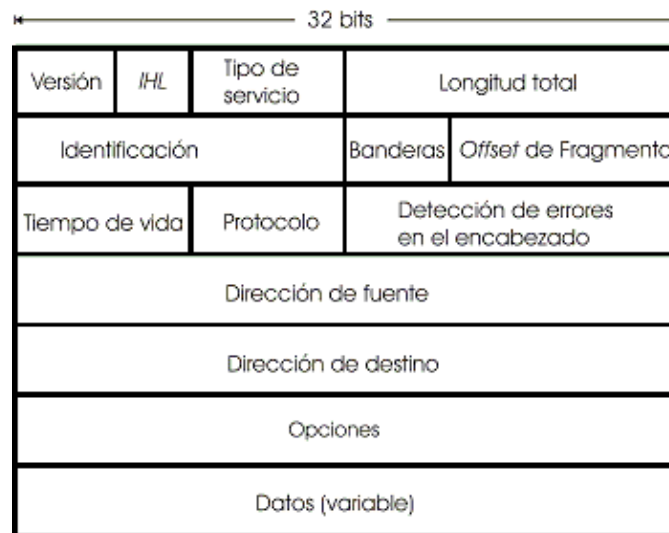 32 bits
Versión
IHL
Tipo de
servicio
Longitud total
Identificación
Banderas
Offset de Fragmento
Tiempo de vida
Protocolo
Detección de errores
en el encabezado
Dirección de fuente
Dirección de destino
Opciones
Datos (variable)